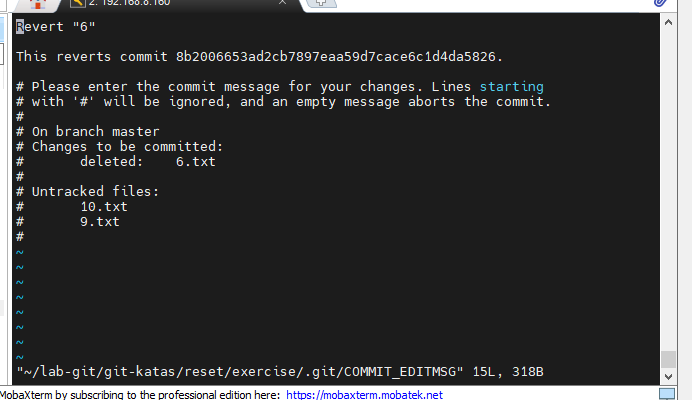 2. 192.168.8.160
Revert "6"
This reverts commit 8b2006653ad2cb7897eaa59d7cace6c1d4da5826.
# Please enter the commit message for your changes. Lines starting
# with '#' will be ignored, and an empty message aborts the commit.
#
# On branch master
# Changes to be committed:
#       deleted:    6.txt
#
# Untracked files:
#       10.txt
#       9.txt
#
~
~
~
~
~
~
~
~
"~/lab-git/git-katas/reset/exercise/.git/COMMIT_EDITMSG" 15L, 318B
MobaXterm by subscribing to the professional edition here: https://mobaxterm.mobatek.net